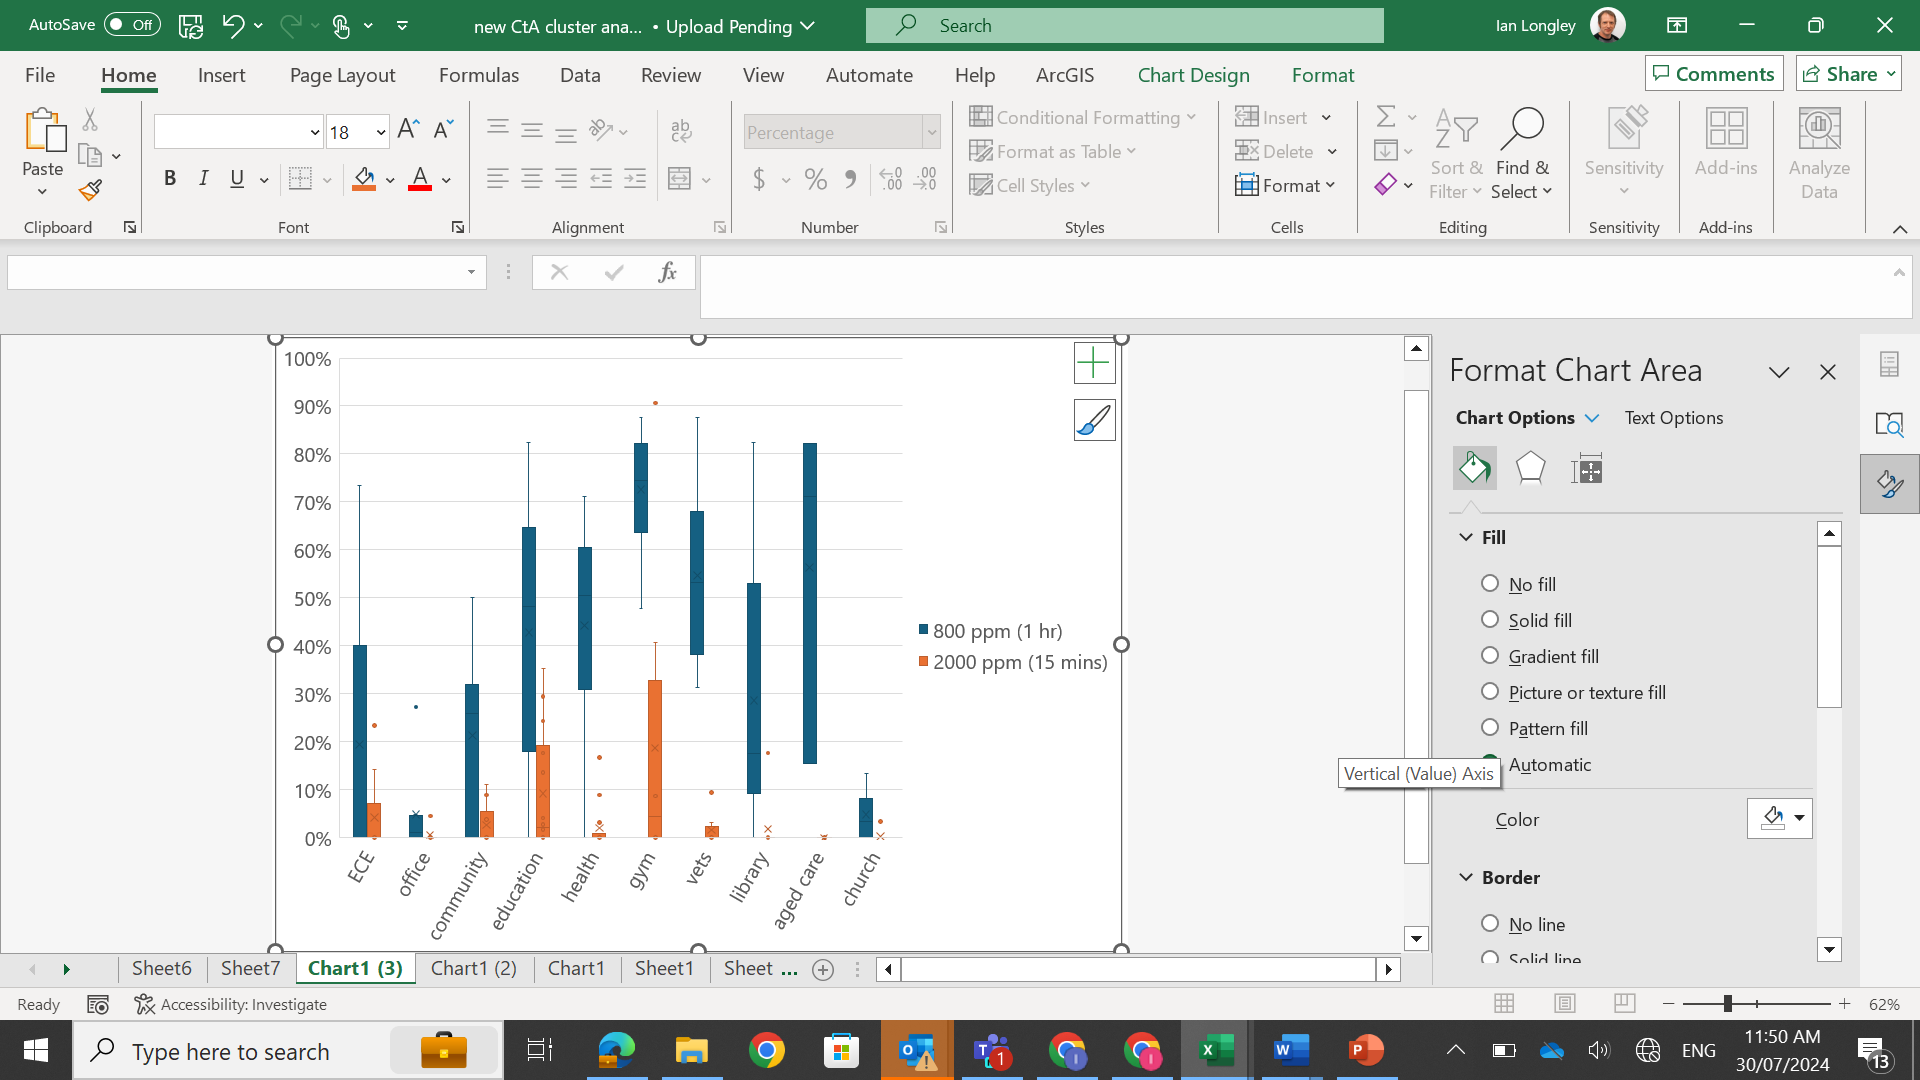 AutoSave Off new CtA cluster ana... • Upload Pending Search Ian Longley
File Home Insert Page Layout Formulas Data Review View Automate Help ArcGIS Chart Design Format Comments Share
Paste 18 Percentage Conditional Formatting Insert
Format as Table Delete Sort & Find & Sensitivity Add-ins Analyze
B I U $ % Cell Styles Format Filter Select Data
Clipboard Font Alignment Number Styles Cells Editing Sensitivity Add-ins
fx
100%
90%
80%
70%
60%
50%
40%
30%
20%
10%
0%
ECE office community education health gym vets library aged care church
800 ppm (1 hr)
2000 ppm (15 mins)
Format Chart Area
Chart Options Text Options
Fill
No fill
Solid fill
Gradient fill
Picture or texture fill
Pattern fill
Automatic
Vertical (Value) Axis
Color
Border
No line
Solid line
Sheet6 Sheet7 Chart1 (3) Chart1 (2) Chart1 Sheet1 Sheet ...
Ready Accessibility: Investigate 62%
Type here to search 1 ENG 11:50 AM
30/07/2024 13